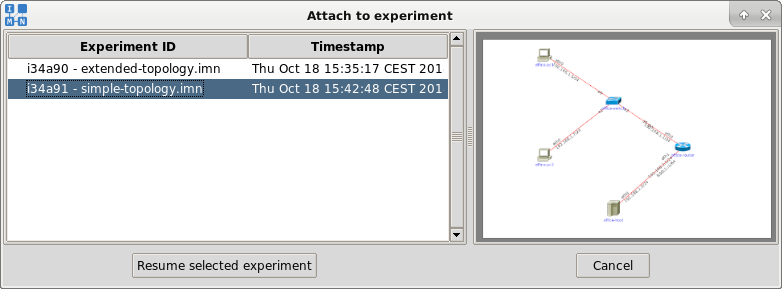 Attach to experiment
Experiment ID Timestamp
i34a90 - extended-topology.imn Thu Oct 18 15:35:17 CEST 201
i34a91 - simple-topology.imn Thu Oct 18 15:42:48 CEST 201
Resume selected experiment Cancel